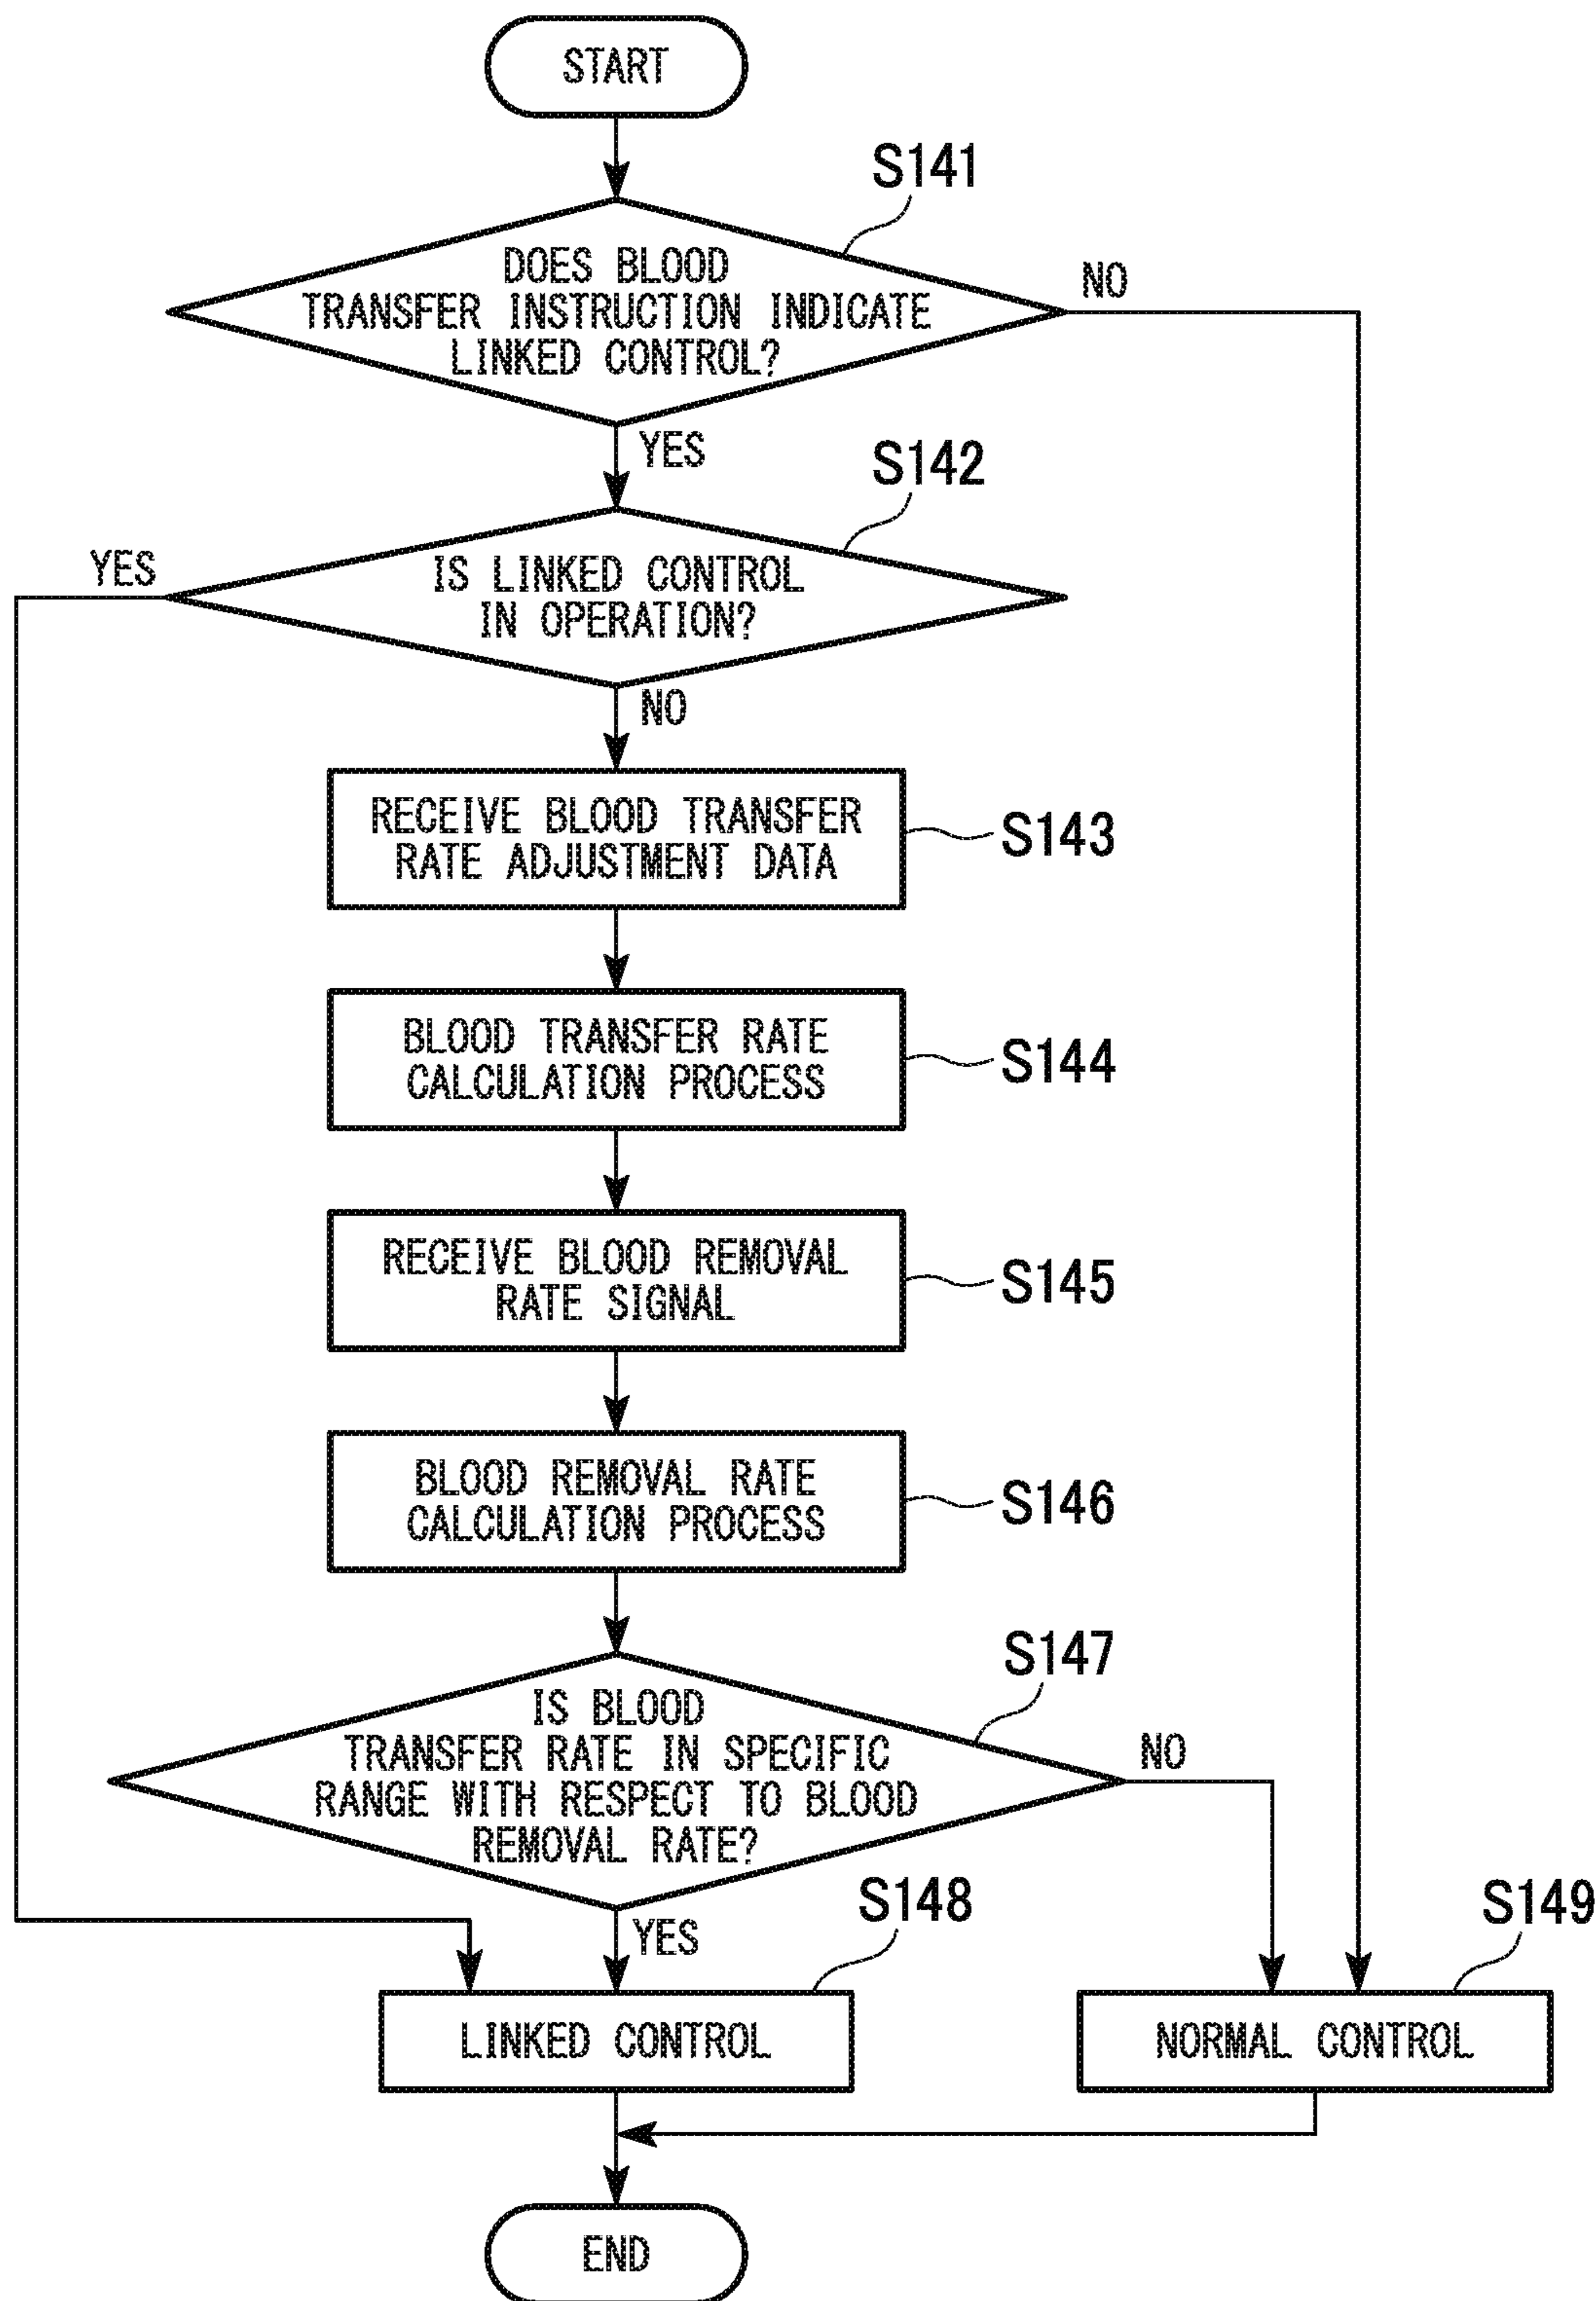 START
S141
DOES BLOOD
TRANSFER INSTRUCTION INDICATE
LINKED CONTROL?
NO
YES
S142
YES
IS LINKED CONTROL
IN OPERATION?
NO
RECEIVE BLOOD TRANSFER
RATE ADJUSTMENT DATA
S143
BLOOD TRANSFER RATE
CALCULATION PROCESS
S144
RECEIVE BLOOD REMOVAL
RATE SIGNAL
S145
BLOOD REMOVAL RATE
CALCULATION PROCESS
S146
S147
IS BLOOD
TRANSFER RATE IN SPECIFIC
RANGE WITH RESPECT TO BLOOD
REMOVAL RATE?
NO
YES
S148
S149
LINKED CONTROL
NORMAL CONTROL
END